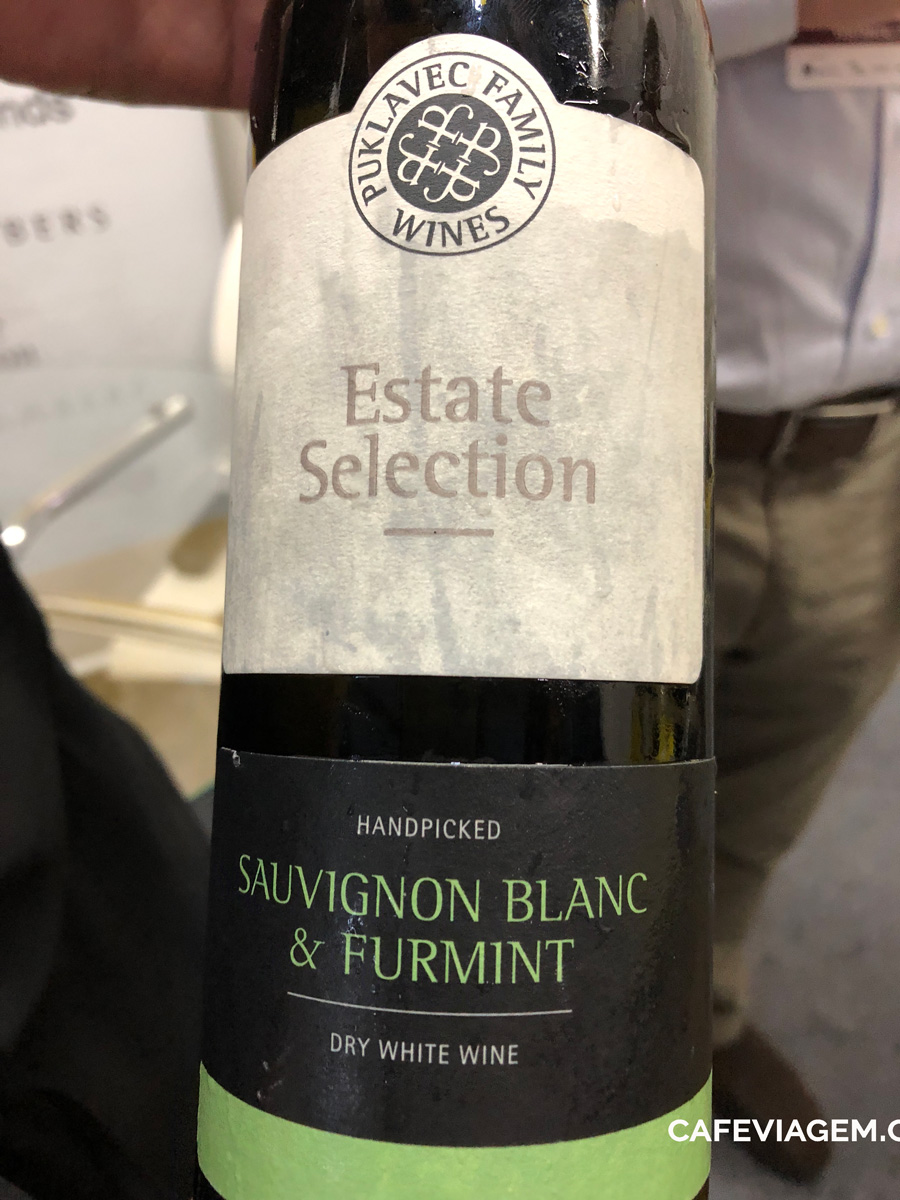 PUKLAVEC FAMILY
WINES
Estate
Selection
HANDPICKED
SAUVIGNON BLANC
& FURMINT
DRY WHITE WINE
CAFEVIAGEM.C